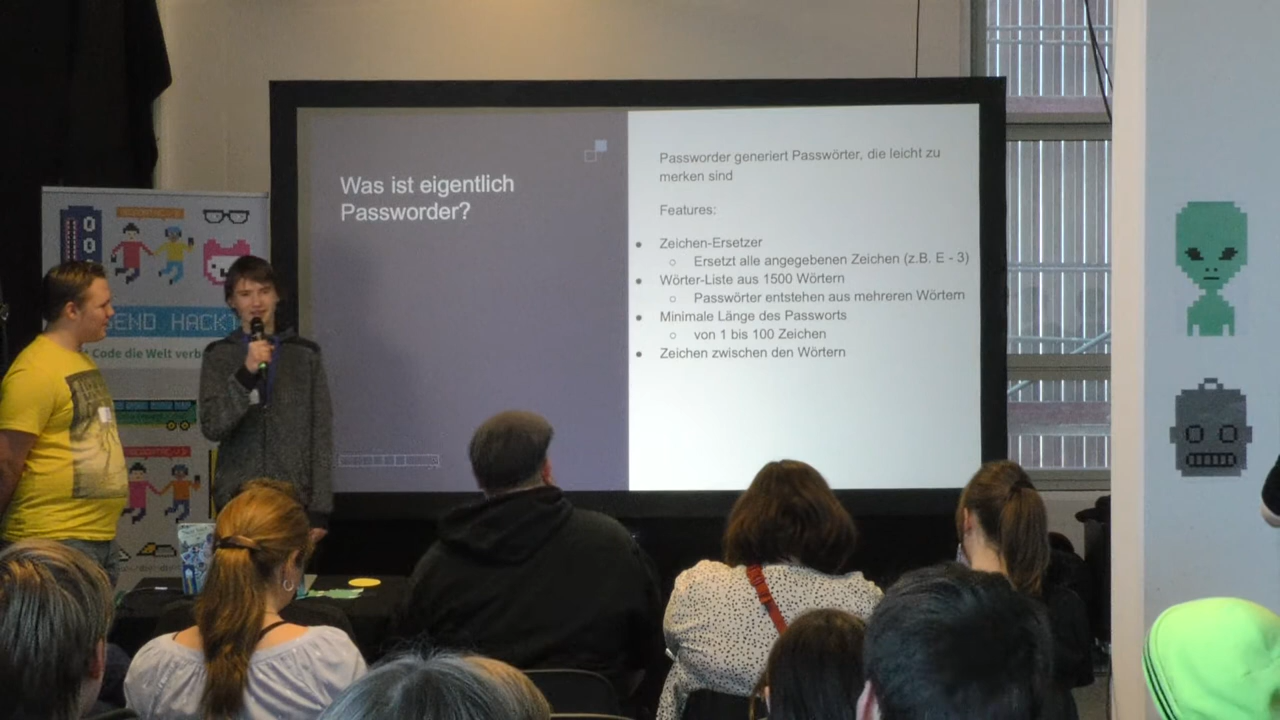 Was ist eigentlich
Passworder?
Passworder generiert Passwörter, die leicht zu
merken sind
Features:
● Zeichen-Ersetzer
○ Ersetzt alle angegebenen Zeichen (z.B. E - 3)
● Wörter-Liste aus 1500 Wörtern
○ Passwörter entstehen aus mehreren Wörtern
● Minimale Länge des Passworts
○ von 1 bis 100 Zeichen
● Zeichen zwischen den Wörtern
GEND HACKT
Code die Welt verb